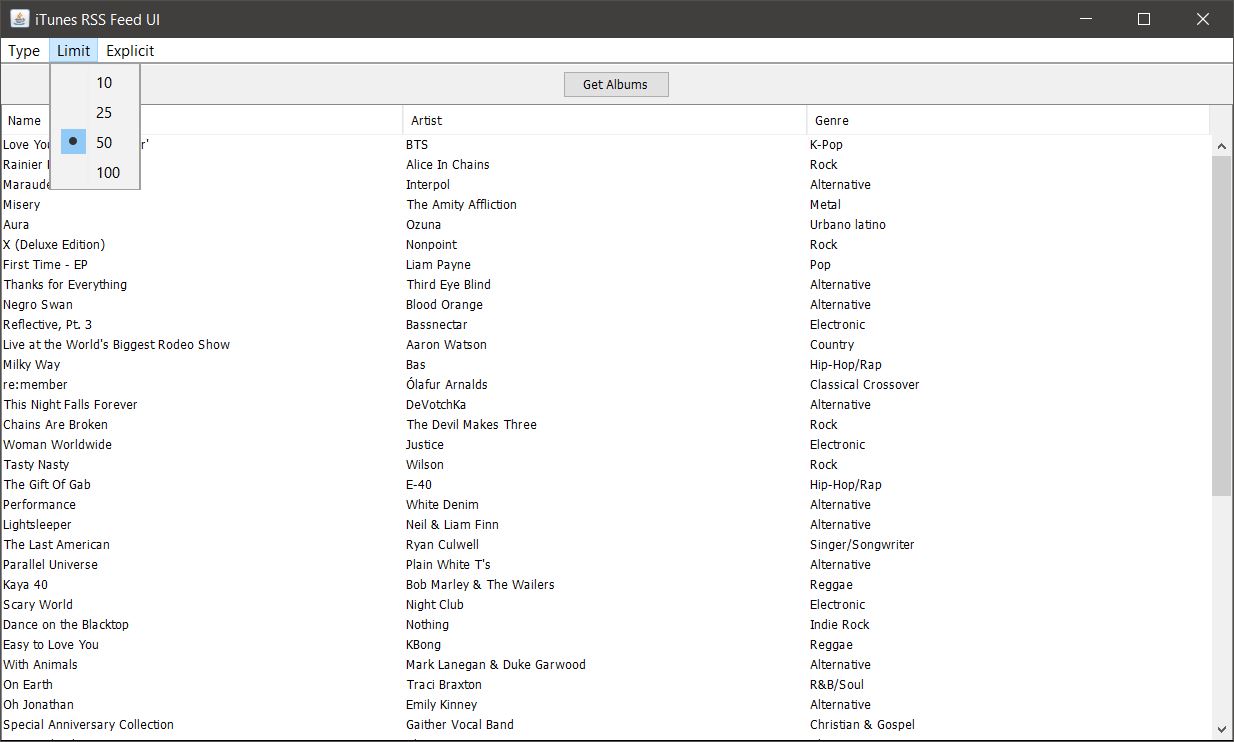 iTunes RSS Feed UI
Type Limit Explicit
10
25
50
100
Get Albums
Name Artist Genre
Love r' BTS K-Pop
Rainier Alice In Chains Rock
Interpol Alternative
Misery The Amity Affliction Metal
Aura Ozuna Urbano latino
X (Deluxe Edition) Nonpoint Rock
First Time - EP Liam Payne Pop
Thanks for Everything Third Eye Blind Alternative
Negro Swan Blood Orange Alternative
Reflective, Pt. 3 Bassnectar Electronic
Live at the World's Biggest Rodeo Show Aaron Watson Country
Milky Way Bas Hip-Hop/Rap
re:member Ólafur Arnalds Classical Crossover
This Night Falls Forever DeVotchKa Alternative
Chains Are Broken The Devil Makes Three Rock
Woman Worldwide Justice Electronic
Tasty Nasty Wilson Rock
The Gift Of Gab E-40 Hip-Hop/Rap
Performance White Denim Alternative
Lightsleeper Neil & Liam Finn Alternative
The Last American Ryan Culwell Singer/Songwriter
Parallel Universe Plain White T's Alternative
Kaya 40 Bob Marley & The Wailers Reggae
Scary World Night Club Electronic
Dance on the Blacktop Nothing Indie Rock
Easy to Love You KBong Reggae
With Animals Mark Lanegan & Duke Garwood Alternative
On Earth Traci Braxton R&B/Soul
Oh Jonathan Emily Kinney Alternative
Special Anniversary Collection Gaither Vocal Band Christian & Gospel